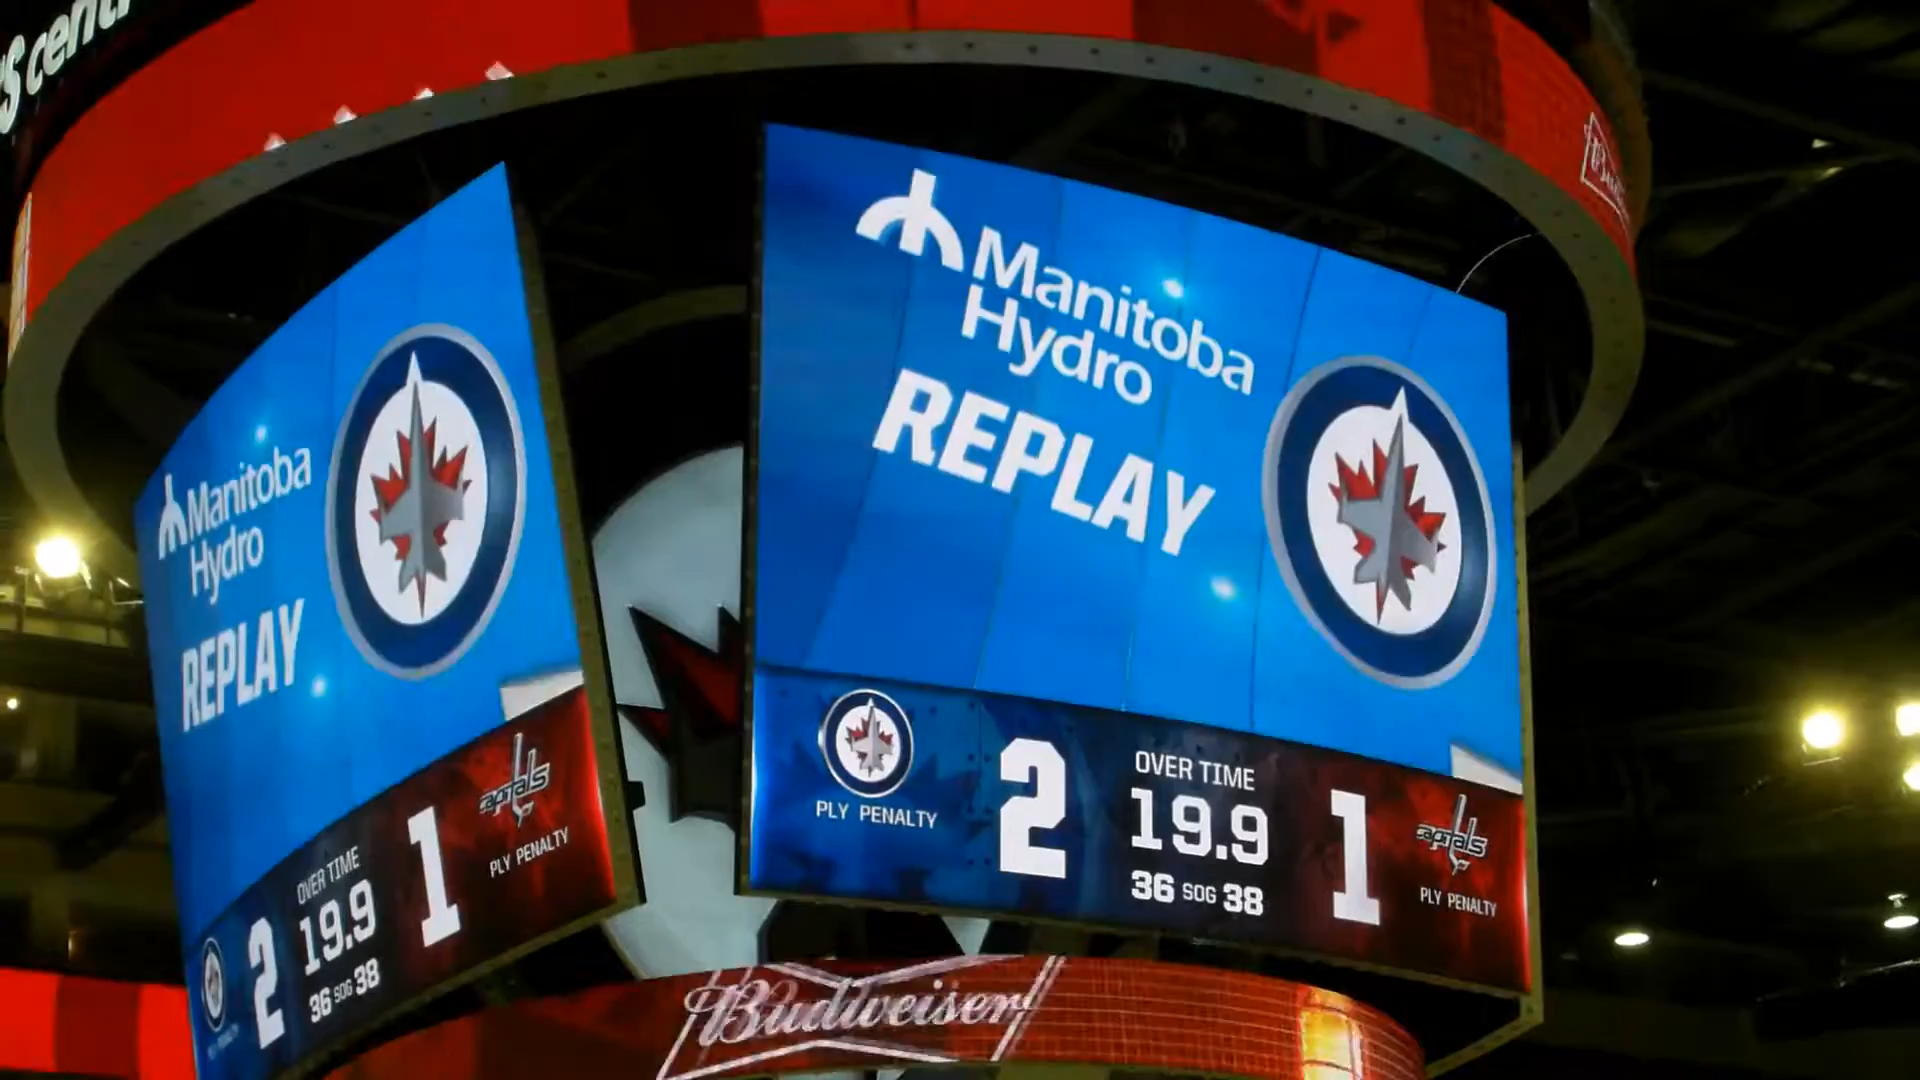 Manitoba
Hydro
REPLAY
2
OVER TIME
19.9
36 SOG 38
1
capitals
PLY PENALTY
Manitoba
Hydro
REPLAY
PLY PENALTY
2
OVER TIME
19.9
36 SOG 38
1
capitals
PLY PENALTY
Budweiser